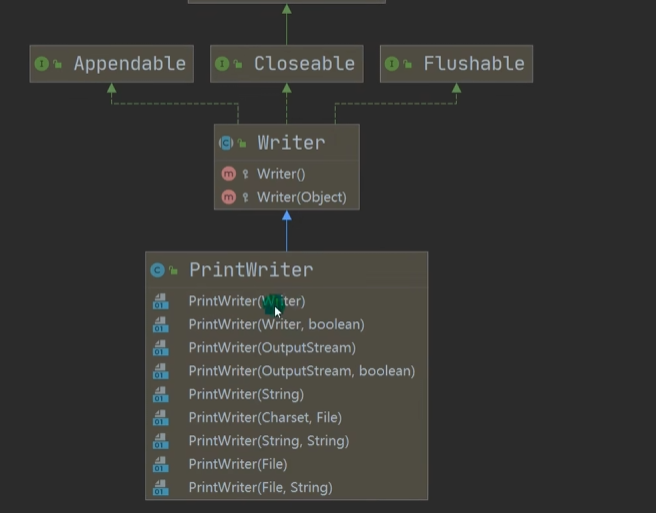 Appendable
Closeable
Flushable
Writer
Writer()
Writer(Object)
PrintWriter
PrintWriter(Writer)
PrintWriter(Writer, boolean)
PrintWriter(OutputStream)
PrintWriter(OutputStream, boolean)
PrintWriter(String)
PrintWriter(Charset, File)
PrintWriter(String, String)
PrintWriter(File)
PrintWriter(File, String)